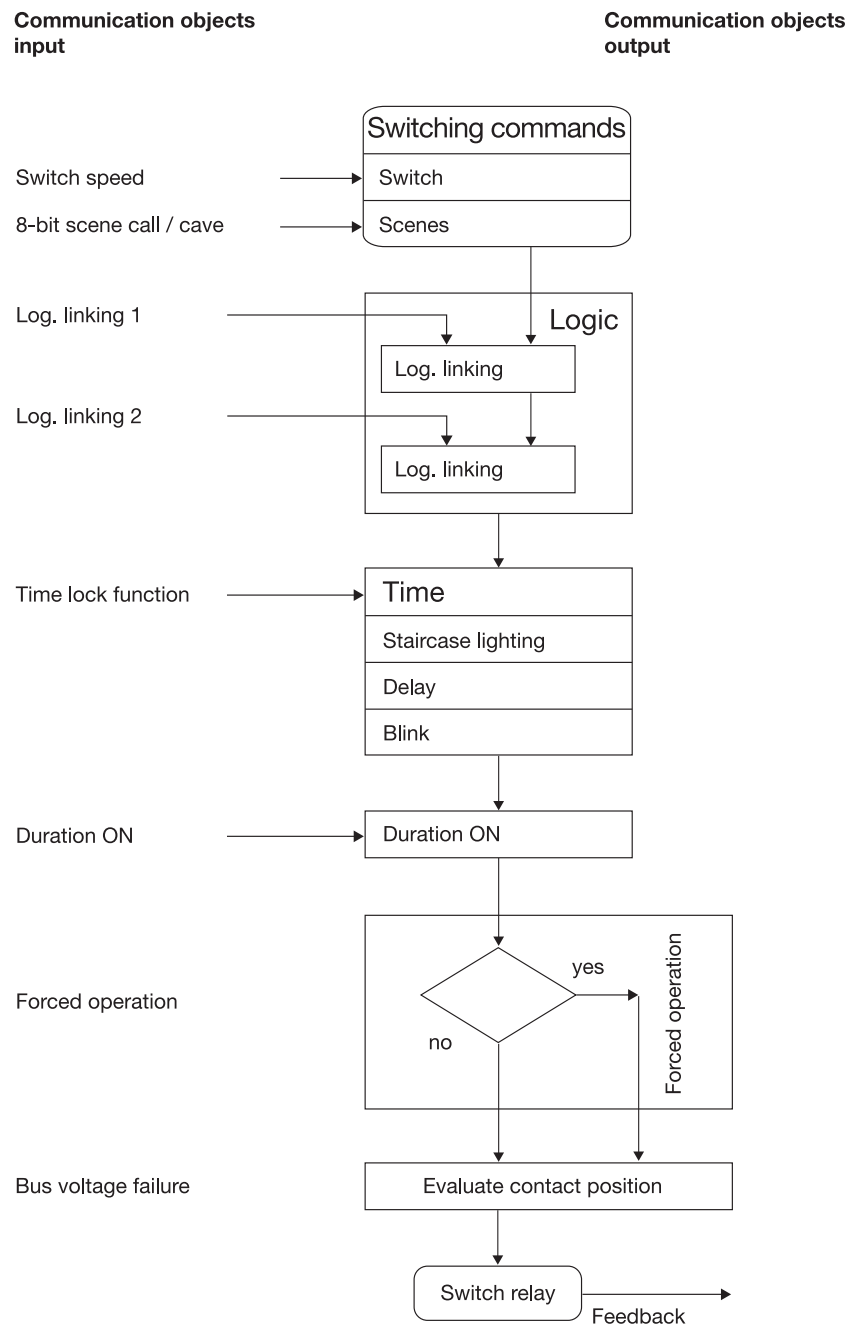 Communication objects
input
Communication objects
output
Switching commands
Switch speed
Switch
8-bit scene call / cave
Scenes
Log. linking 1
Logic
Log. linking
Log. linking 2
Log. linking
Time lock function
Time
Staircase lighting
Delay
Blink
Duration ON
Duration ON
yes
Forced operation
no
Forced operation
Bus voltage failure
Evaluate contact position
Switch relay
Feedback